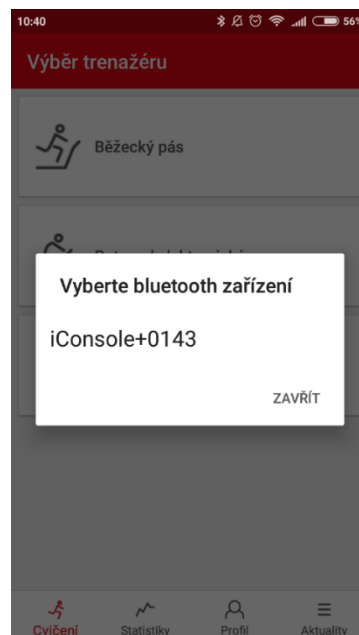 10:40
56%
Výběr trenažéru
Běžecký pás
Vyberte bluetooth zařízení
iConsole+0143
ZAVŘÍT
Cvičení
Statistiky
Profil
Aktuality